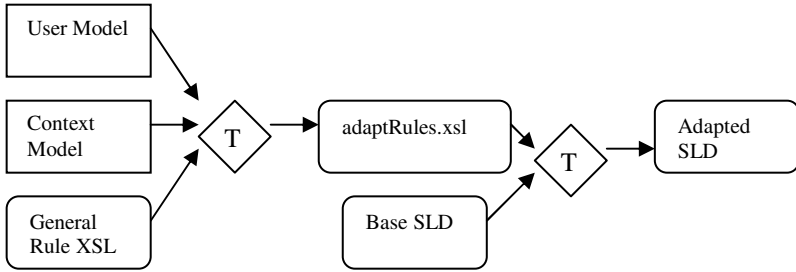 User Model
Context
Model
General
Rule XSL
T
adaptRules.xsl
Base SLD
T
Adapted
SLD